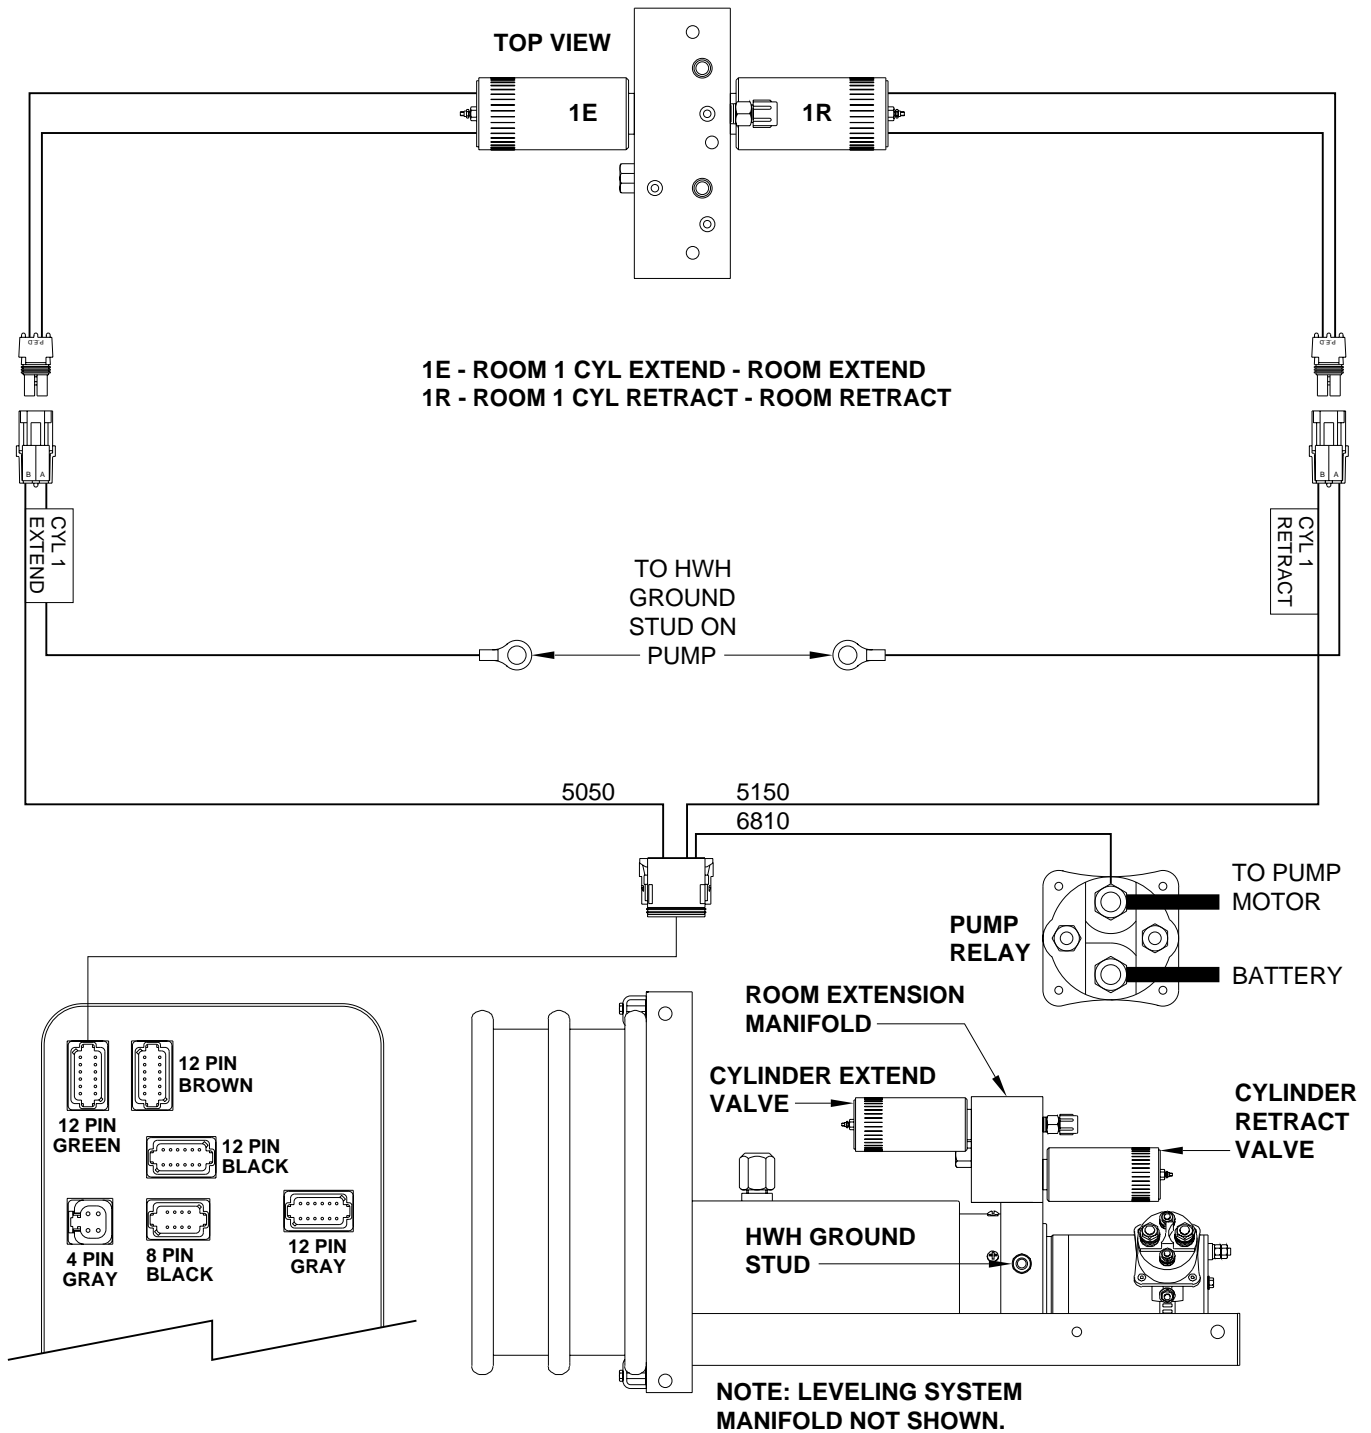 TOP VIEW
1E
1R
P.E.D
P.E.D
1E - ROOM 1 CYL EXTEND - ROOM EXTEND
1R - ROOM 1 CYL RETRACT - ROOM RETRACT
B A
B A
CYL 1
EXTEND
CYL 1
RETRACT
TO HWH
GROUND
STUD ON
PUMP
5050
5150
6810
TO PUMP
MOTOR
PUMP
RELAY
BATTERY
ROOM EXTENSION
MANIFOLD
CYLINDER EXTEND
VALVE
CYLINDER
RETRACT
VALVE
12 PIN
BROWN
12 PIN
GREEN
12 PIN
BLACK
4 PIN
GRAY
8 PIN
BLACK
12 PIN
GRAY
HWH GROUND
STUD
NOTE: LEVELING SYSTEM
MANIFOLD NOT SHOWN.